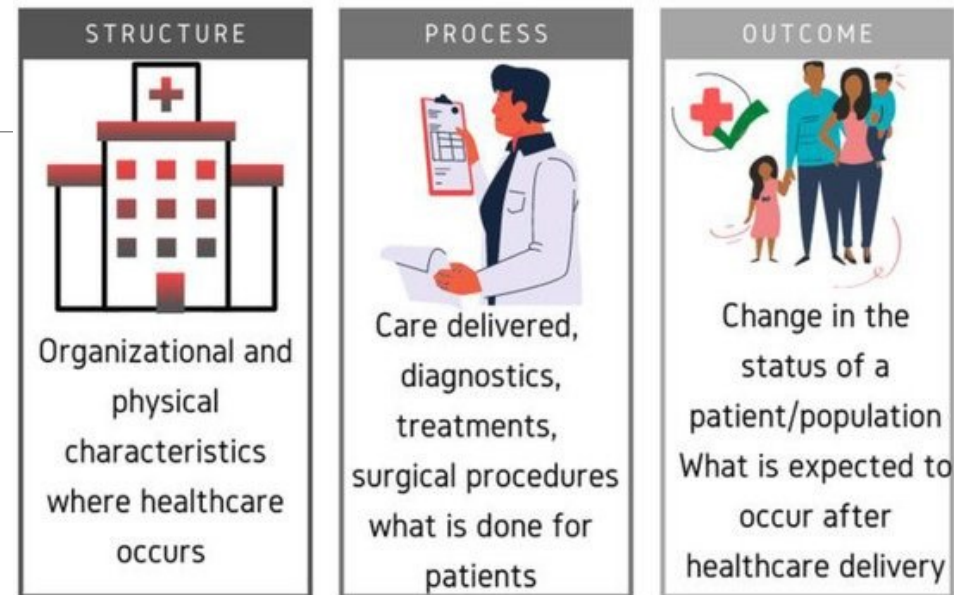 STRUCTURE
Organizational and
physical
characteristics
where healthcare
occurs
PROCESS
Care delivered,
diagnostics,
treatments,
surgical procedures
what is done for
patients
OUTCOME
Change in the
status of a
patient/population
What is expected to
occur after
healthcare delivery